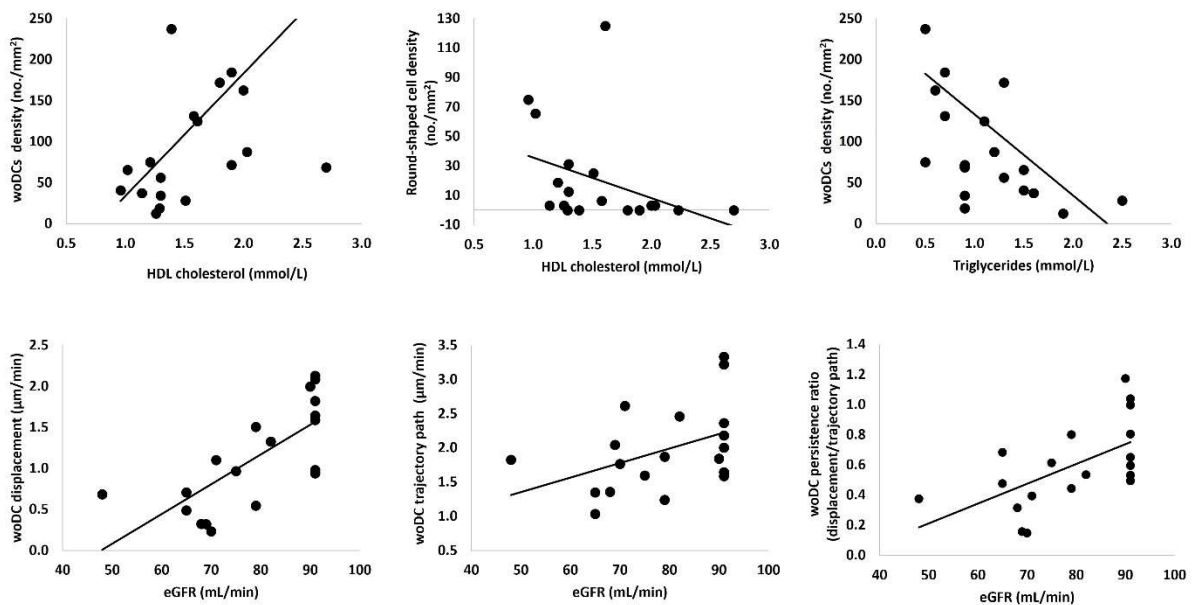 woDCs density (no./mm²)
250
200
150
100
50
0
0.5 1.0 1.5 2.0 2.5 3.0
HDL cholesterol (mmol/L)
Round-shaped cell density
(no./mm²)
130
110
90
70
50
30
10
-10
0.5 1.0 1.5 2.0 2.5 3.0
HDL cholesterol (mmol/L)
woDCs density (no./mm²)
250
200
150
100
50
0
0.0 0.5 1.0 1.5 2.0 2.5 3.0
Triglycerides (mmol/L)
woDC displacement (µm/min)
2.5
2.0
1.5
1.0
0.5
0.0
40 50 60 70 80 90 100
eGFR (mL/min)
woDC trajectory path (µm/min)
3.5
3.0
2.5
2.0
1.5
1.0
0.5
40 50 60 70 80 90 100
eGFR (mL/min)
woDC persistence ratio
(displacement/trajectory path)
1.4
1.2
1.0
0.8
0.6
0.4
0.2
0.0
40 50 60 70 80 90 100
eGFR (mL/min)